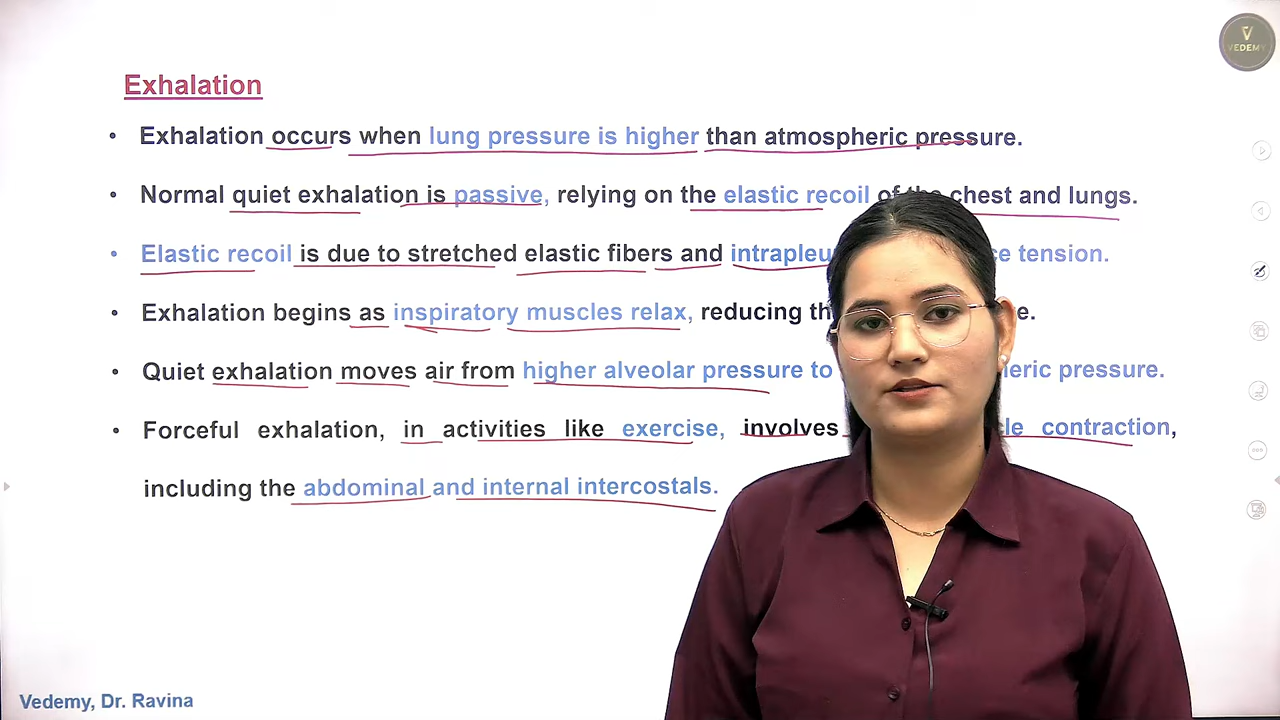 VEDEMY
Exhalation
• Exhalation occurs when lung pressure is higher than atmospheric pressure.
• Normal quiet exhalation is passive, relying on the elastic recoil of the chest and lungs.
• Elastic recoil is due to stretched elastic fibers and tension.
• Exhalation begins as inspiratory muscles relax, reducing
• Quiet exhalation moves air from higher alveolar pressure to pressure.
• Forceful exhalation, in activities like exercise, involves contraction,
including the abdominal and internal intercostals.
Vedemy, Dr. Ravina